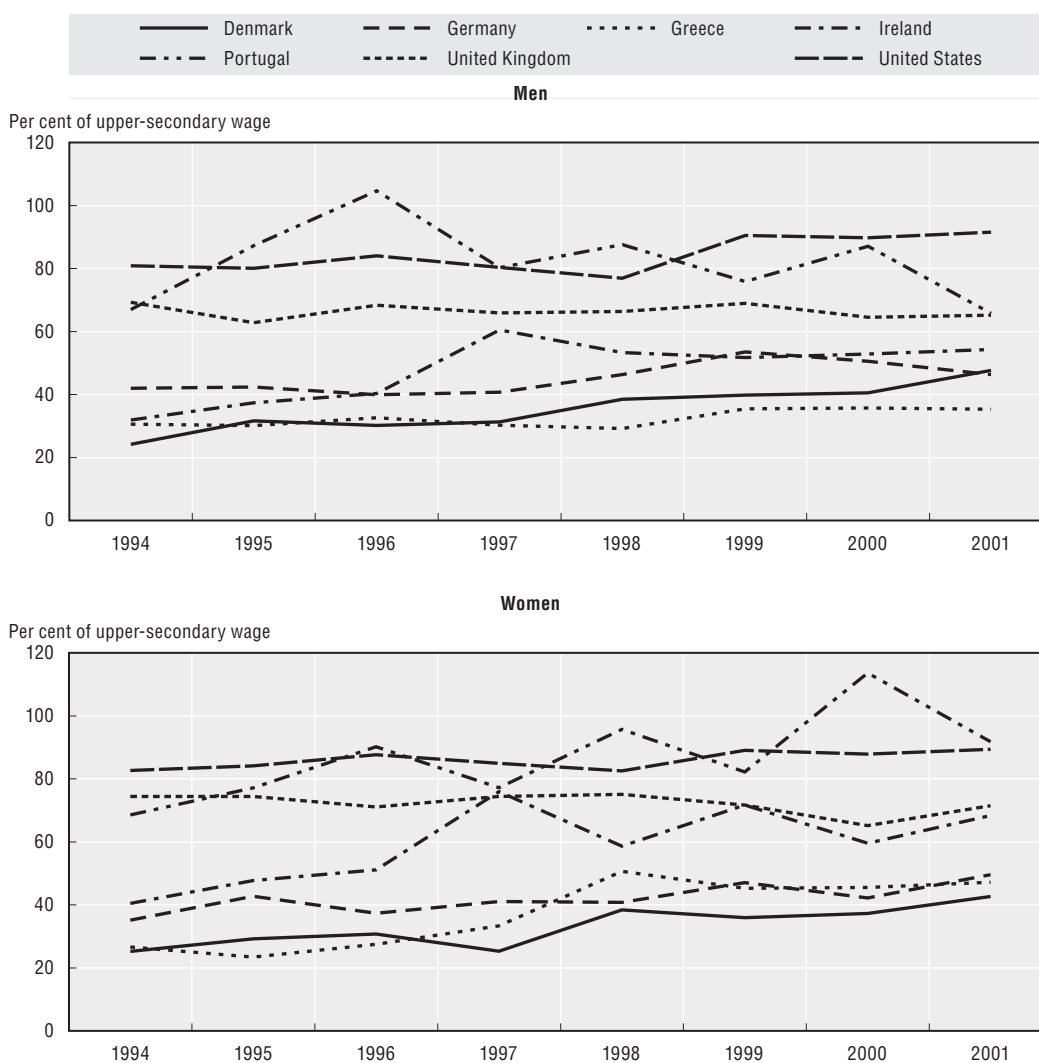 Denmark Germany Greece Ireland
Portugal United Kingdom United States
Men
Per cent of upper-secondary wage
120
100
80
60
40
20
0
1994 1995 1996 1997 1998 1999 2000 2001
Women
Per cent of upper-secondary wage
120
100
80
60
40
20
0
1994 1995 1996 1997 1998 1999 2000 2001